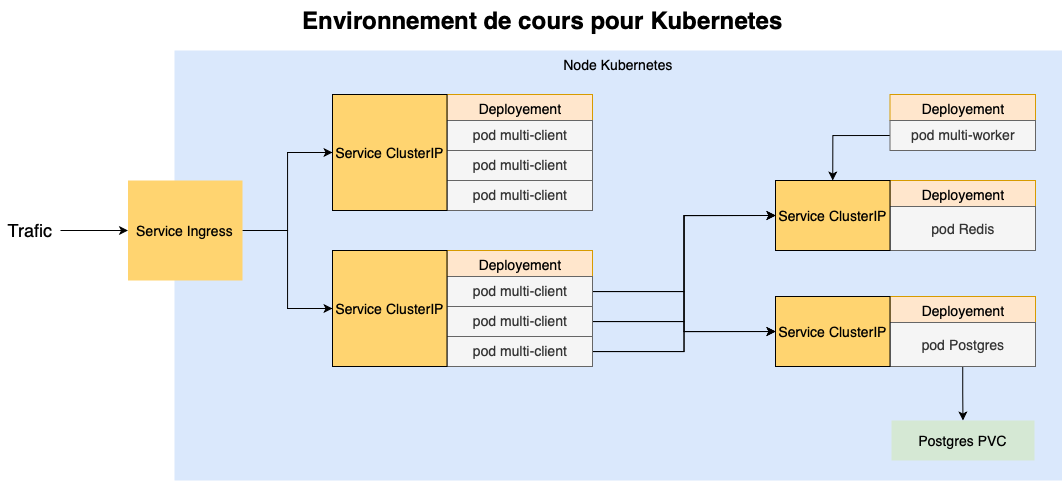 Environnement de cours pour Kubernetes
Node Kubernetes
Trafic
Service Ingress
Service ClusterIP
Deployement
pod multi-client
pod multi-client
pod multi-client
Service ClusterIP
Deployement
pod multi-client
pod multi-client
pod multi-client
Deployement
pod multi-worker
Service ClusterIP
Deployement
pod Redis
Service ClusterIP
Deployement
pod Postgres
Postgres PVC